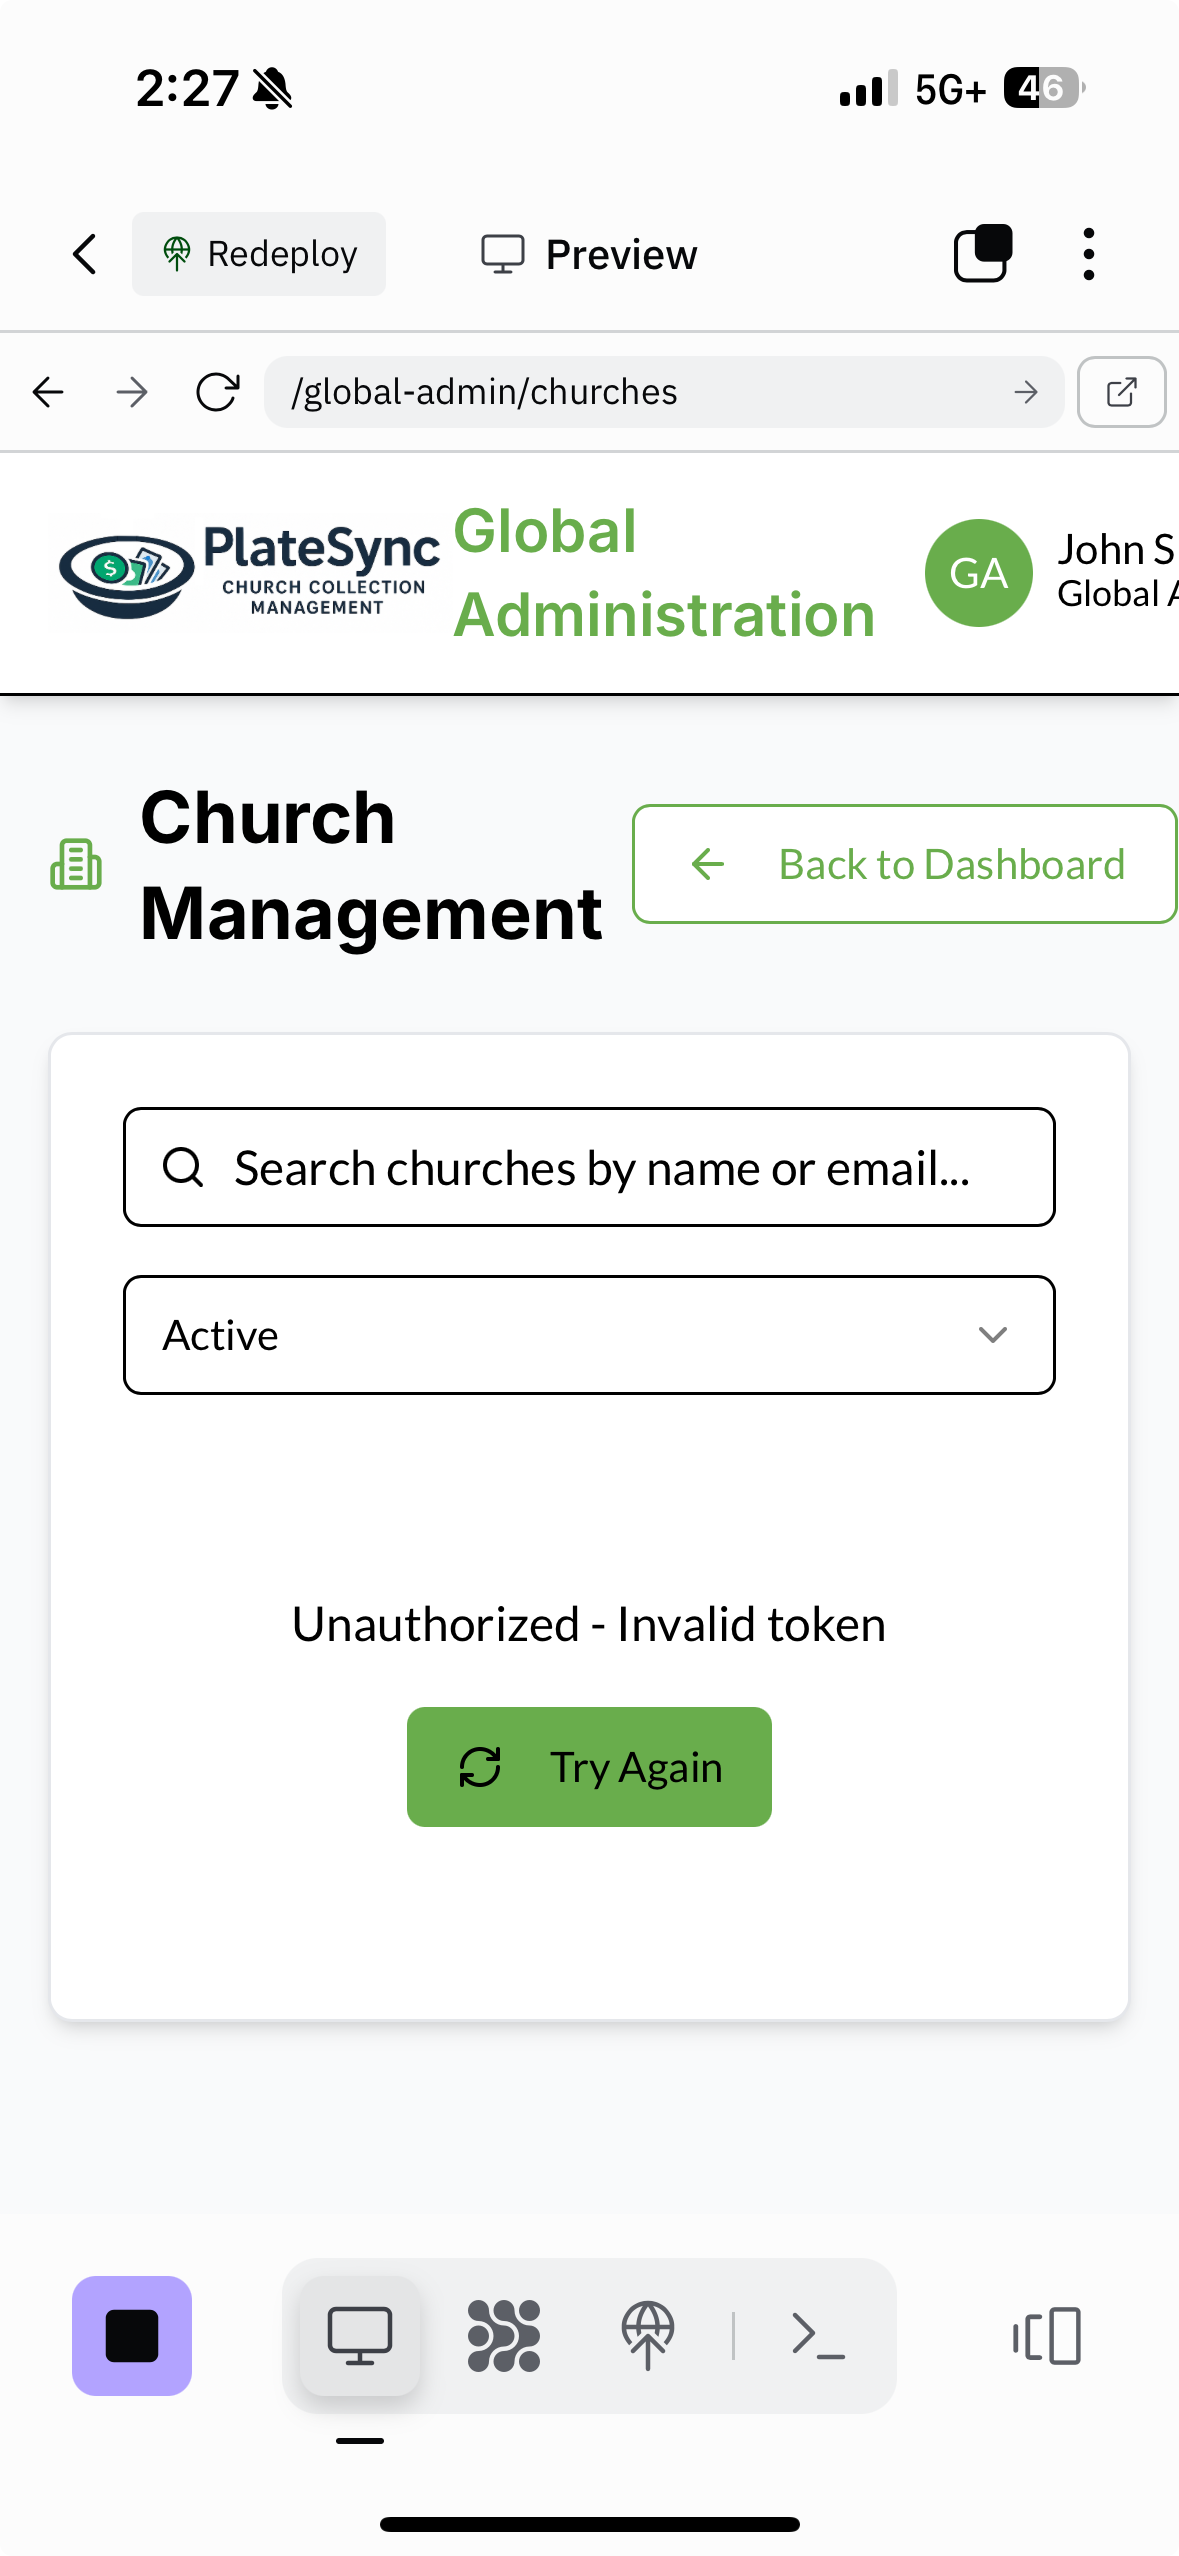 2:27 5G+ 46
Redeploy Preview
/global-admin/churches
PlateSync
CHURCH COLLECTION
MANAGEMENT
Global
Administration
GA
John S
Global A
Church
Management
Back to Dashboard
Search churches by name or email...
Active
Unauthorized - Invalid token
Try Again